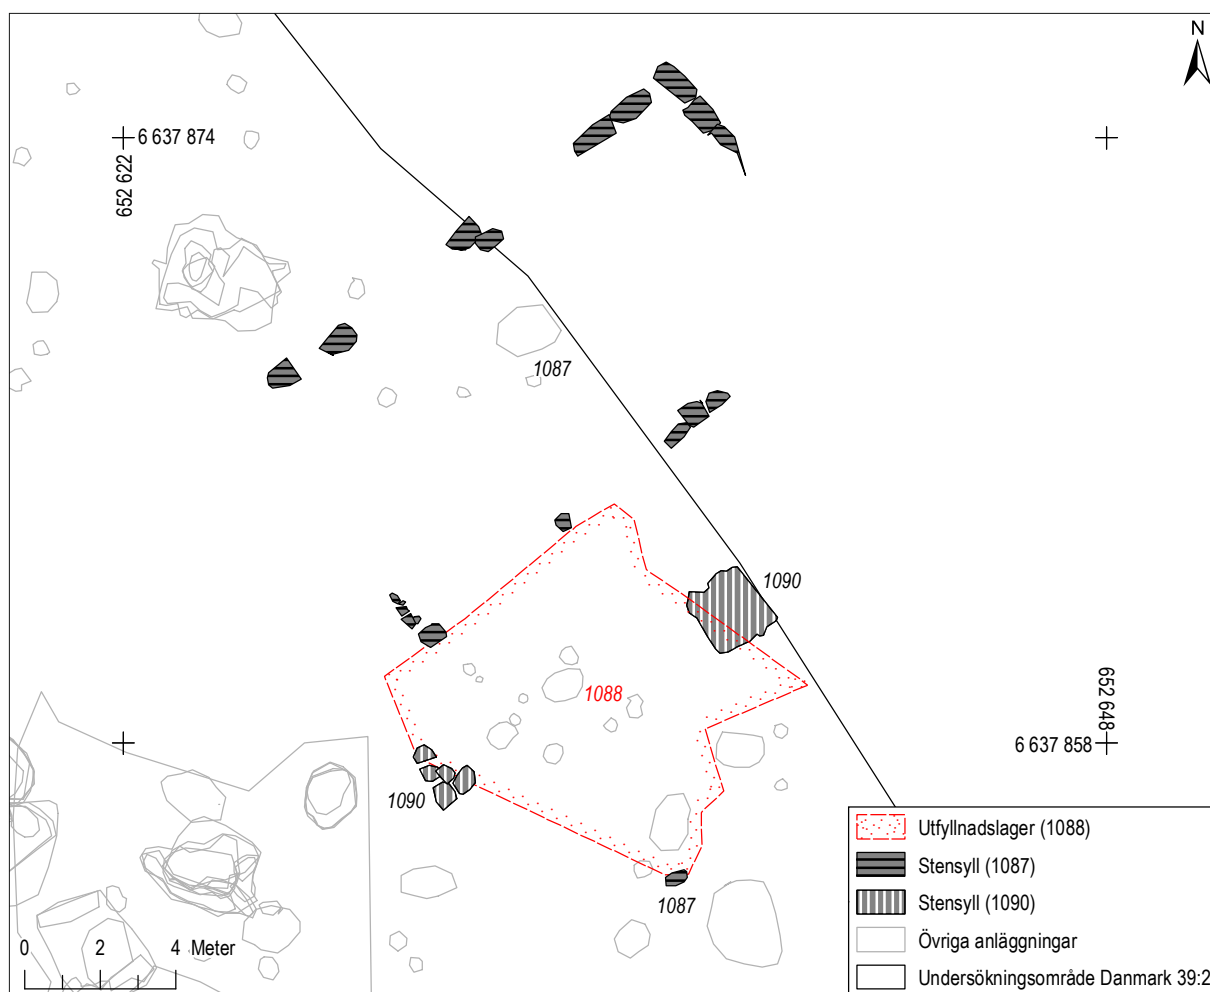 N
6 637 874
652 622
1087
1090
1088
652 648
6 637 858
1090
1087
0 2 4 Meter
Utfyllnadslager (1088)
Stensyll (1087)
Stensyll (1090)
Övriga anläggningar
Undersökningsområde Danmark 39:2